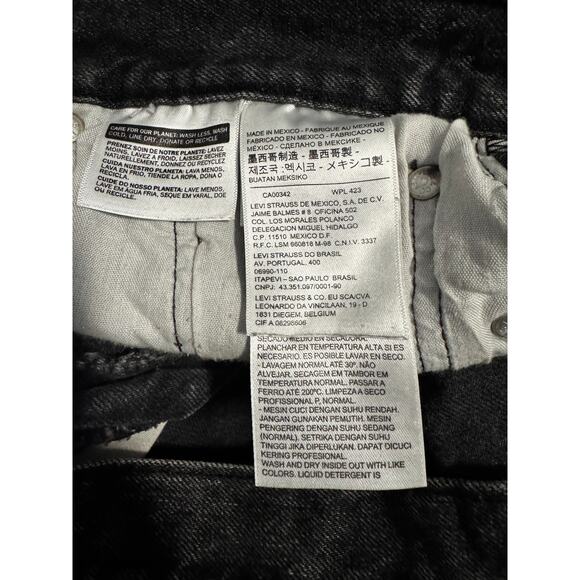 CARE FOR OUR PLANET: WASH LESS, WASH
COLD, LINE DRY, DONATE OR RECYCLE
PRENEZ SOIN DE NOTRE PLANETE: LAVEZ
MOINS, LAVEZ A FROID, LAISSEZ SECHER
NATURELLEMENT, DONNEZ OU RECYCLEZ
CUIDA NUESTRO PLANETA: LAVA MENOS,
LAVA EN FRIO, TIENDE LA ROPA, DONA O
RECICLA
CUIDE DO NOSSO PLANETA: LAVE MENOS,
LAVE EM ÁGUA FRIA, SEQUE EM VARAL, DOE
OU RECICLE
MADE IN MEXICO - FABRIQUE AU MEXIQUE
FABRICADO EN MEXICO - FABRICADO NO
MÉXICO - СДЕЛАНО В МЕКСИКЕ -
墨西哥制造 - 墨西哥製 -
제조국 :멕시코 - メキシコ製 -
BUATAN MEKSIKO
CA00342 WPL 423
LEVI STRAUSS DE MEXICO, S.A. DE C.V.
JAIME BALMES # 8 OFICINA 502
COL. LOS MORALES POLANCO
DELEGACION MIGUEL HIDALGO
C.P. 11510 MEXICO D.F.
R.F.C. LSM 860818 M-98 C.N.I.V. 3337
LEVI STRAUSS DO BRASIL
AV. PORTUGAL, 400
06990-110
ITAPEVI – SAO PAULO BRASIL
CNPJ: 43.351.097/0001-90
LEVI STRAUSS & CO. EU SCA/CVA
LEONARDO DA VINCILAAN, 19 - D
1831 DIEGEM, BELGIUM
CIF A 08295606
SECADO MEDIO EN SECADORA.
PLANCHAR EN TEMPERATURA ALTA SI ES
NECESARIO. ES POSIBLE LAVAR EN SECO.
- LAVAGEM NORMAL ATÉ 30º. NÃO
ALVEJAR. SECAGEM EM TAMBOR EM
TEMPERATURA NORMAL. PASSAR A
FERRO ATÉ 200ºC. LIMPEZA A SECO
PROFISSIONAL P, NORMAL.
- MESIN CUCI DENGAN SUHU RENDAH.
JANGAN GUNAKAN PEMUTIH. MESIN
PENGERING DENGAN SUHU SEDANG
(NORMAL). SETRIKA DENGAN SUHU
TINGGI JIKA DIPERLUKAN. DAPAT DICUCI
KERING PROFESIONAL.
WASH AND DRY INSIDE OUT WITH LIKE
COLORS. LIQUID DETERGENT IS